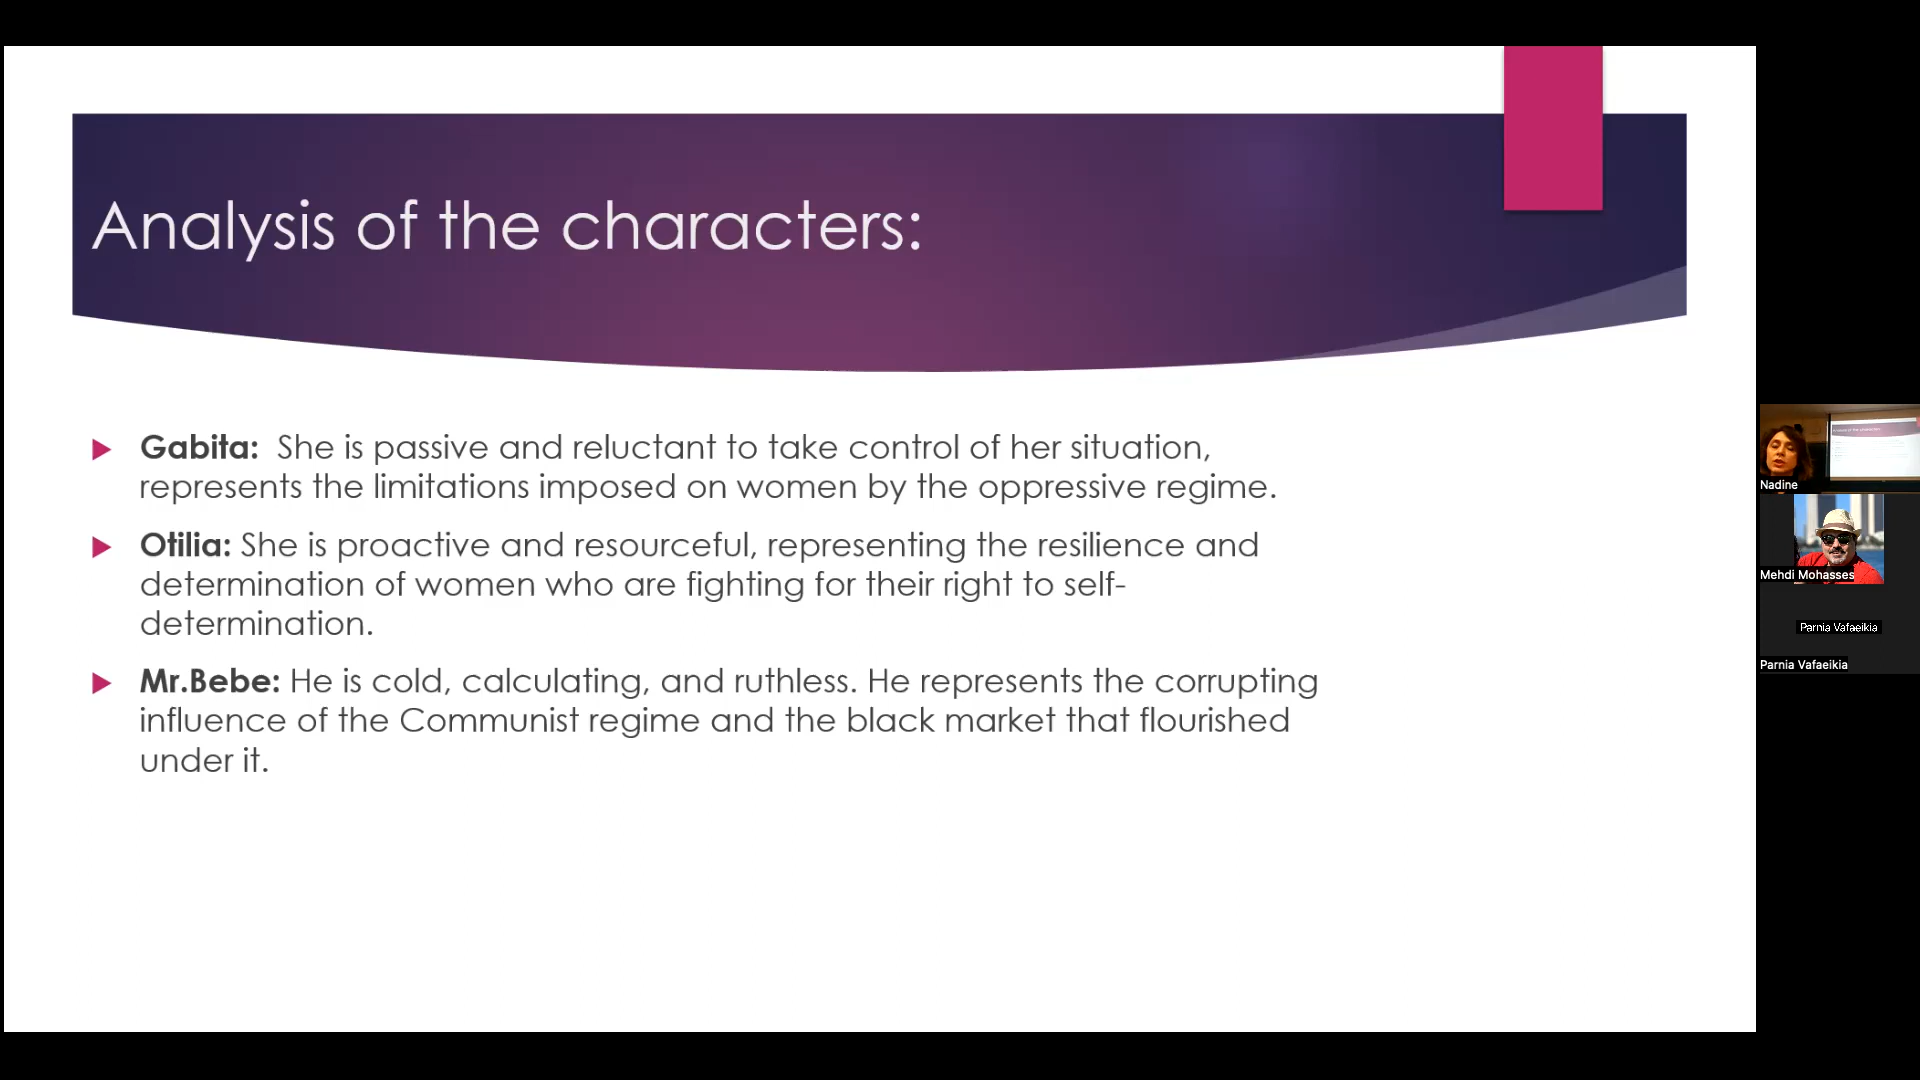 Analysis of the characters:
Gabita: She is passive and reluctant to take control of her situation,
represents the limitations imposed on women by the oppressive regime.
Otilia: She is proactive and resourceful, representing the resilience and
determination of women who are fighting for their right to self-
determination.
Mr.Bebe: He is cold, calculating, and ruthless. He represents the corrupting
influence of the Communist regime and the black market that flourished
under it.
Nadine
Mehdi Mohasses
Parnia Vafaeikia
Parnia Vafaeikia